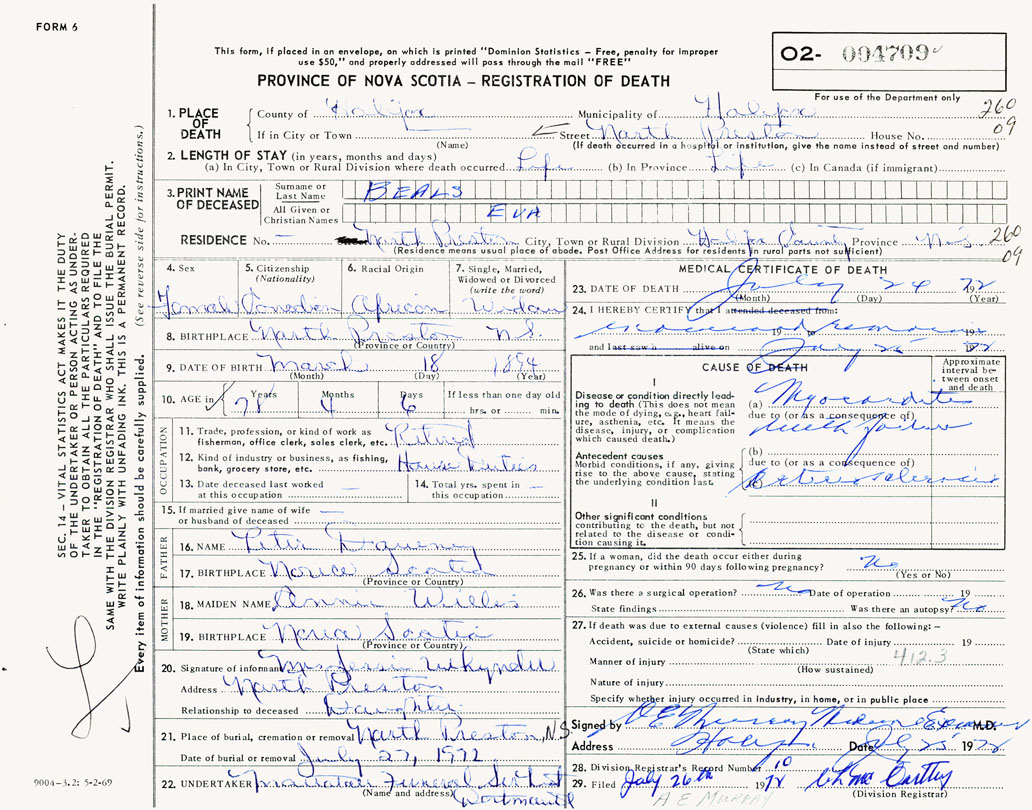 FORM 6
This form, if placed in an envelope, on which is printed "Dominion Statistics – Free, penalty for improper
use $50," and properly addressed will pass through the mail "FREE"
PROVINCE OF NOVA SCOTIA – REGISTRATION OF DEATH
02- 004709
For use of the Department only
1. PLACE OF DEATH
County of Halifax Municipality of Halifax 260
If in City or Town Street North Preston House No. 09
(Name) (If death occurred in a hospital or institution, give the name instead of street and number)
2. LENGTH OF STAY (in years, months and days)
(a) In City, Town or Rural Division where death occurred Life (b) In Province Life (c) In Canada (if immigrant)
3. PRINT NAME OF DECEASED
Surname or Last Name BEALS
All Given or Christian Names EVA
RESIDENCE No. – North Preston City, Town or Rural Division Halifax County Province N.S. 260
(Residence means usual place of abode. Post Office Address for residents in rural parts not sufficient) 09
4. Sex Female
5. Citizenship (Nationality) Canadian
6. Racial Origin African
7. Single, Married, Widowed or Divorced (write the word) Widow
8. BIRTHPLACE North Preston N S
(Province or Country)
9. DATE OF BIRTH March 18 1894
(Month) (Day) (Year)
10. AGE in 78 Years 4 Months 6 Days If less than one day old hrs. or min.
OCCUPATION
11. Trade, profession, or kind of work as fisherman, office clerk, sales clerk, etc. Retired
12. Kind of industry or business, as fishing, bank, grocery store, etc. House Duties
13. Date deceased last worked at this occupation –
14. Total yrs. spent in this occupation –
15. If married give name of wife or husband of deceased –
FATHER
16. NAME Peter
17. BIRTHPLACE Nova Scotia
(Province or Country)
MOTHER
18. MAIDEN NAME Annie Willis
19. BIRTHPLACE Nova Scotia
(Province or Country)
20. Signature of informant Mrs
Address North Preston
Relationship to deceased Daughter
21. Place of burial, cremation or removal North Preston, N.S.
Date of burial or removal July 27, 1972
22. UNDERTAKER Funeral
(Name and address) Dartmouth
MEDICAL CERTIFICATE OF DEATH
23. DATE OF DEATH July 24 1972
(Month) (Day) (Year)
24. I HEREBY CERTIFY that I attended deceased from:
examined remains 19 to 19
and last saw alive on July 25 1972
CAUSE OF DEATH
Approximate interval between onset and death
I
Disease or condition directly leading to death (This does not mean the mode of dying, e.g., heart failure, asthenia, etc. It means the disease, injury, or complication which caused death.)
(a) Myocarditis
due to (or as a consequence of)
Antecedent causes
Morbid conditions, if any, giving rise to the above cause, stating the underlying condition last.
(b)
due to (or as a consequence of)
(c) Arteriosclerosis
II
Other significant conditions contributing to the death, but not related to the disease or condition causing it.
25. If a woman, did the death occur either during pregnancy or within 90 days following pregnancy? No
(Yes or No)
26. Was there a surgical operation? No Date of operation 19
State findings Was there an autopsy? No
27. If death was due to external causes (violence) fill in also the following:–
Accident, suicide or homicide? Date of injury 19
(State which) 412.3
Manner of injury
(How sustained)
Nature of injury
Specify whether injury occurred in industry, in home, or in public place
Signed by D E Murray Medical Examiner M.D.
Address Halifax Date July 25 1972
28. Division Registrar's Record Number 10
29. Filed July 26th 1972 McCarthy
(Division Registrar)
A.E. MURRAY
SEC. 14 – VITAL STATISTICS ACT MAKES IT THE DUTY
OF THE UNDERTAKER OR PERSON ACTING AS UNDER-
TAKER TO OBTAIN ALL THE PARTICULARS REQUIRED
IN THE "REGISTRATION OF DEATH" AND TO FILE THE
SAME WITH THE DIVISION REGISTRAR WHO SHALL ISSUE THE BURIAL PERMIT.
WRITE PLAINLY WITH UNFADING INK. THIS IS A PERMANENT RECORD.
Every item of information should be carefully supplied. (See reverse side for instructions.)
9004–3.2: 5-2-69